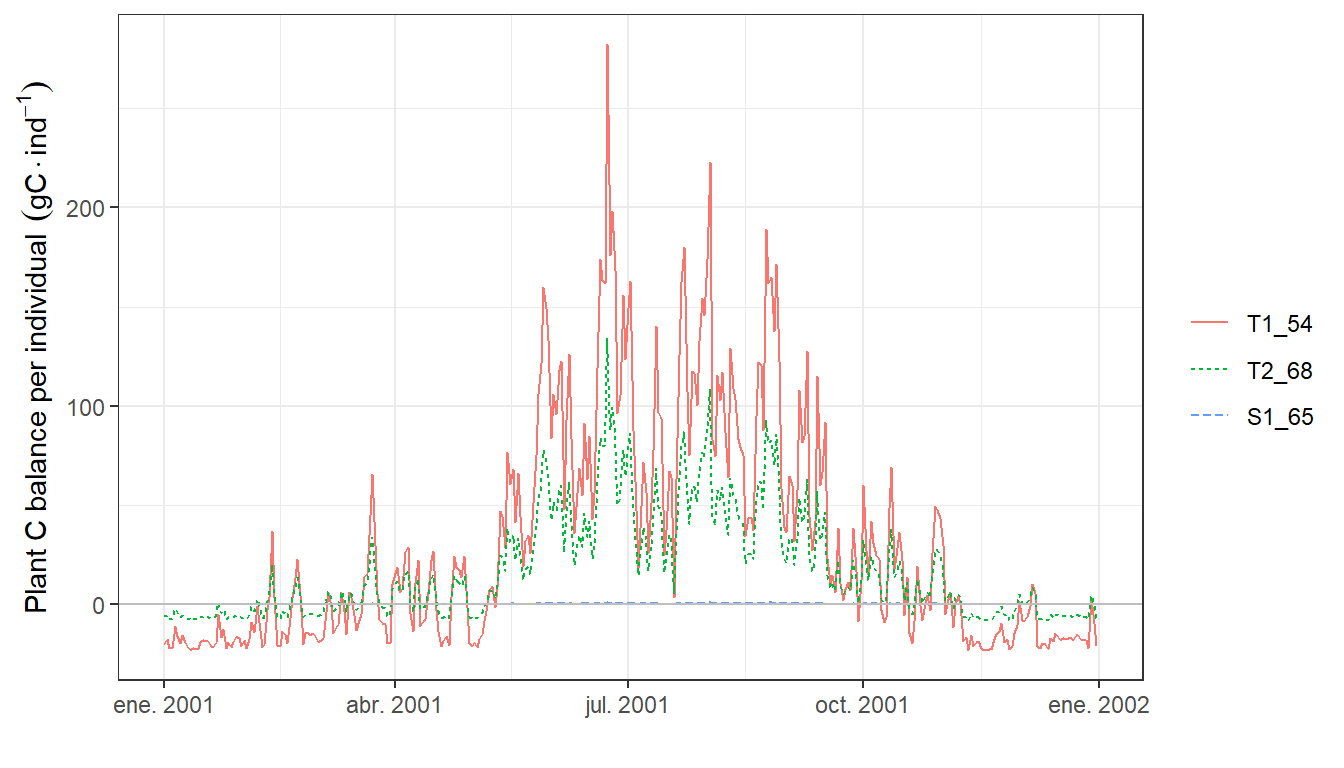 Plant C balance per individual (gC·ind⁻¹)
200
100
0
ene. 2001 abr. 2001 jul. 2001 oct. 2001 ene. 2002
T1_54
T2_68
S1_65